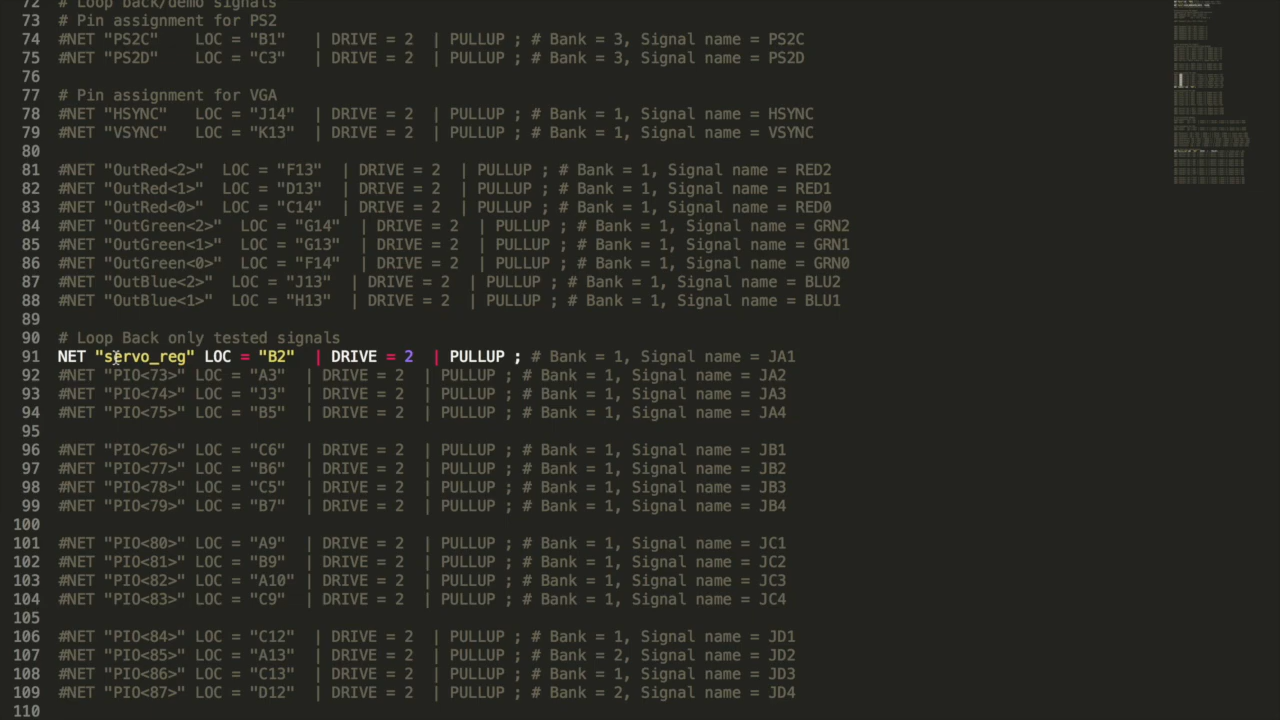 72 # Loop back/demo signals
73 # Pin assignment for PS2
74 #NET "PS2C" LOC = "B1" | DRIVE = 2 | PULLUP ; # Bank = 3, Signal name = PS2C
75 #NET "PS2D" LOC = "C3" | DRIVE = 2 | PULLUP ; # Bank = 3, Signal name = PS2D
76
77 # Pin assignment for VGA
78 #NET "HSYNC" LOC = "J14" | DRIVE = 2 | PULLUP ; # Bank = 1, Signal name = HSYNC
79 #NET "VSYNC" LOC = "K13" | DRIVE = 2 | PULLUP ; # Bank = 1, Signal name = VSYNC
80
81 #NET "OutRed<2>" LOC = "F13" | DRIVE = 2 | PULLUP ; # Bank = 1, Signal name = RED2
82 #NET "OutRed<1>" LOC = "D13" | DRIVE = 2 | PULLUP ; # Bank = 1, Signal name = RED1
83 #NET "OutRed<0>" LOC = "C14" | DRIVE = 2 | PULLUP ; # Bank = 1, Signal name = RED0
84 #NET "OutGreen<2>" LOC = "G14" | DRIVE = 2 | PULLUP ; # Bank = 1, Signal name = GRN2
85 #NET "OutGreen<1>" LOC = "G13" | DRIVE = 2 | PULLUP ; # Bank = 1, Signal name = GRN1
86 #NET "OutGreen<0>" LOC = "F14" | DRIVE = 2 | PULLUP ; # Bank = 1, Signal name = GRN0
87 #NET "OutBlue<2>" LOC = "J13" | DRIVE = 2 | PULLUP ; # Bank = 1, Signal name = BLU2
88 #NET "OutBlue<1>" LOC = "H13" | DRIVE = 2 | PULLUP ; # Bank = 1, Signal name = BLU1
89
90 # Loop Back only tested signals
91 NET "servo_reg" LOC = "B2" | DRIVE = 2 | PULLUP ; # Bank = 1, Signal name = JA1
92 #NET "PIO<73>" LOC = "A3" | DRIVE = 2 | PULLUP ; # Bank = 1, Signal name = JA2
93 #NET "PIO<74>" LOC = "J3" | DRIVE = 2 | PULLUP ; # Bank = 1, Signal name = JA3
94 #NET "PIO<75>" LOC = "B5" | DRIVE = 2 | PULLUP ; # Bank = 1, Signal name = JA4
95
96 #NET "PIO<76>" LOC = "C6" | DRIVE = 2 | PULLUP ; # Bank = 1, Signal name = JB1
97 #NET "PIO<77>" LOC = "B6" | DRIVE = 2 | PULLUP ; # Bank = 1, Signal name = JB2
98 #NET "PIO<78>" LOC = "C5" | DRIVE = 2 | PULLUP ; # Bank = 1, Signal name = JB3
99 #NET "PIO<79>" LOC = "B7" | DRIVE = 2 | PULLUP ; # Bank = 1, Signal name = JB4
100
101 #NET "PIO<80>" LOC = "A9" | DRIVE = 2 | PULLUP ; # Bank = 1, Signal name = JC1
102 #NET "PIO<81>" LOC = "B9" | DRIVE = 2 | PULLUP ; # Bank = 1, Signal name = JC2
103 #NET "PIO<82>" LOC = "A10" | DRIVE = 2 | PULLUP ; # Bank = 1, Signal name = JC3
104 #NET "PIO<83>" LOC = "C9" | DRIVE = 2 | PULLUP ; # Bank = 1, Signal name = JC4
105
106 #NET "PIO<84>" LOC = "C12" | DRIVE = 2 | PULLUP ; # Bank = 1, Signal name = JD1
107 #NET "PIO<85>" LOC = "A13" | DRIVE = 2 | PULLUP ; # Bank = 2, Signal name = JD2
108 #NET "PIO<86>" LOC = "C13" | DRIVE = 2 | PULLUP ; # Bank = 1, Signal name = JD3
109 #NET "PIO<87>" LOC = "D12" | DRIVE = 2 | PULLUP ; # Bank = 2, Signal name = JD4
110